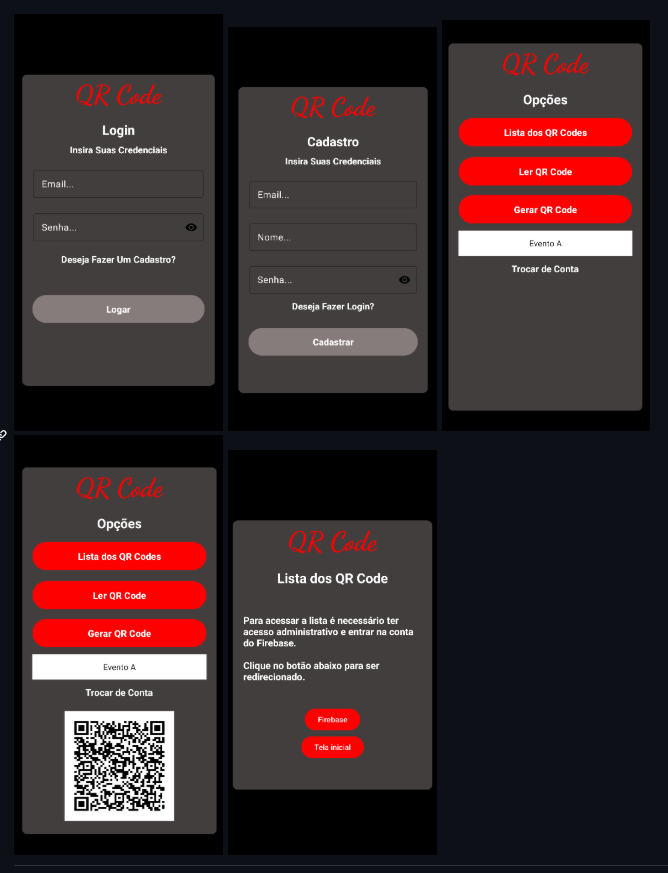 QR Code
Login
Insira Suas Credenciais
Email...
Senha...
Deseja Fazer Um Cadastro?
Logar
QR Code
Cadastro
Insira Suas Credenciais
Email...
Nome...
Senha...
Deseja Fazer Login?
Cadastrar
QR Code
Opções
Lista dos QR Codes
Ler QR Code
Gerar QR Code
Evento A
Trocar de Conta
QR Code
Opções
Lista dos QR Codes
Ler QR Code
Gerar QR Code
Evento A
Trocar de Conta
QR Code
Lista dos QR Code
Para acessar a lista é necessário ter
acesso administrativo e entrar na conta
do Firebase.
Clique no botão abaixo para ser
redirecionado.
Firebase
Tela inicial